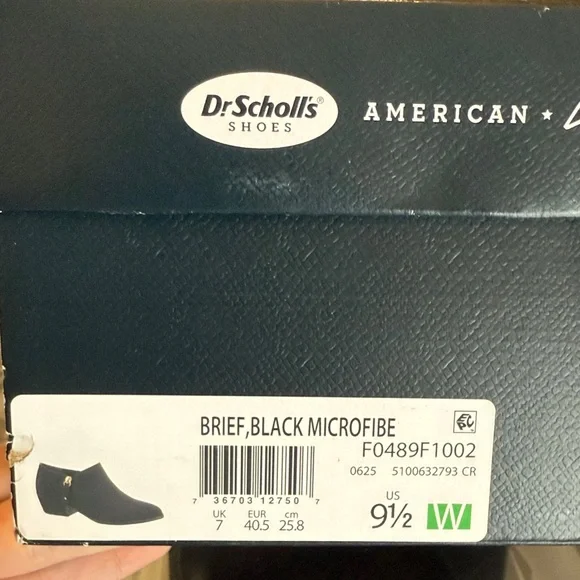 Dr.Scholl's®
SHOES
AMERICAN ★
BRIEF,BLACK MICROFIBE
F0489F1002
0625 5100632793 CR
7 36703 12750 7
UK EUR cm
7 40.5 25.8
US
9½ W